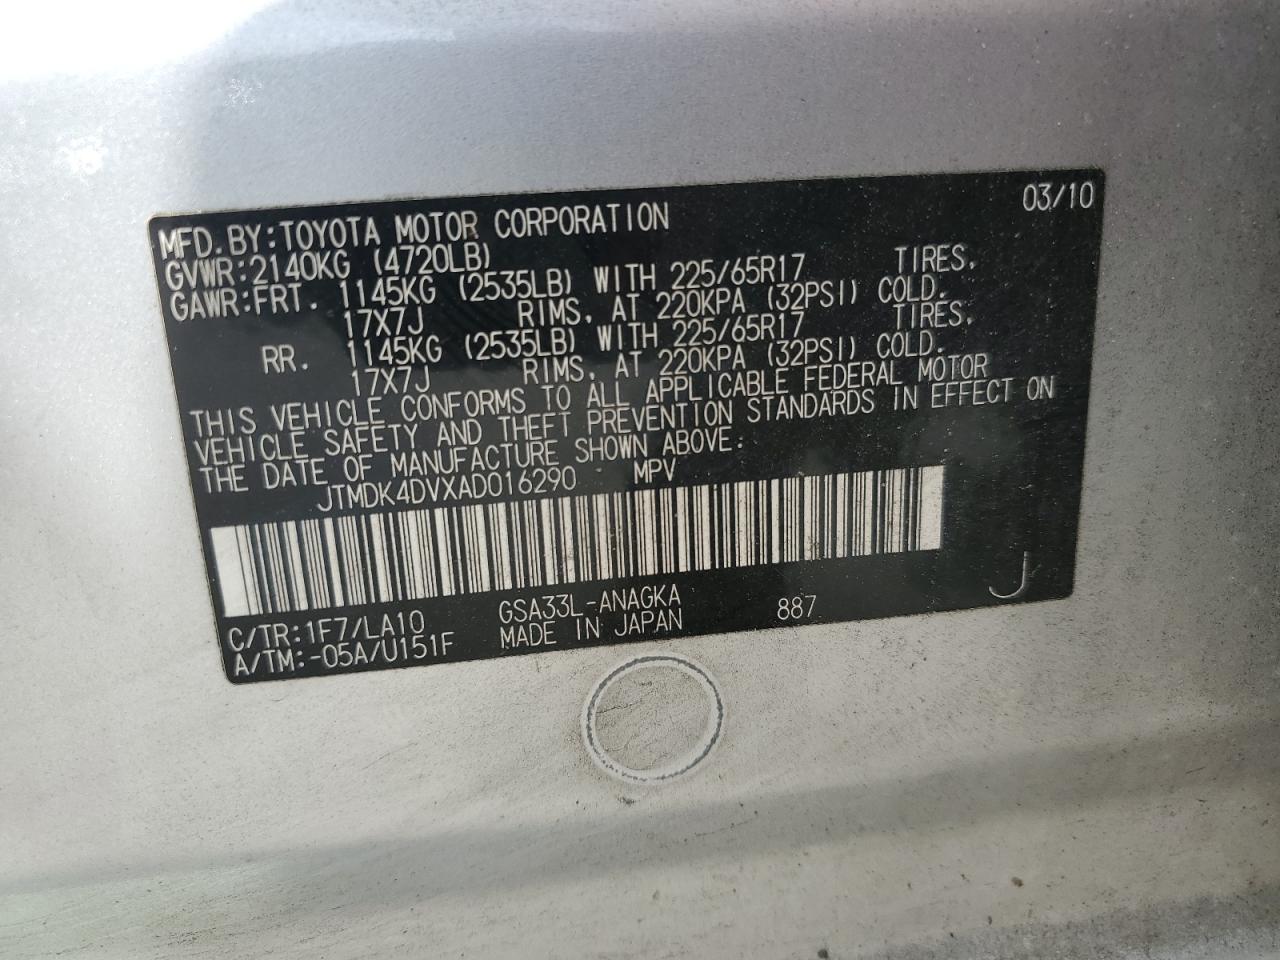 03/10
MFD.BY:TOYOTA MOTOR CORPORATION
GVWR:2140KG (4720LB)
GAWR:FRT. 1145KG (2535LB) WITH 225/65R17 TIRES,
17X7J RIMS, AT 220KPA (32PSI) COLD.
RR. 1145KG (2535LB) WITH 225/65R17 TIRES,
17X7J RIMS, AT 220KPA (32PSI) COLD.
THIS VEHICLE CONFORMS TO ALL APPLICABLE FEDERAL MOTOR
VEHICLE SAFETY AND THEFT PREVENTION STANDARDS IN EFFECT ON
THE DATE OF MANUFACTURE SHOWN ABOVE:
JTMDK4DVXAD016290 MPV
C/TR:1F7/LA10 GSA33L-ANAGKA 887 J
A/TM:-05A/U151F MADE IN JAPAN